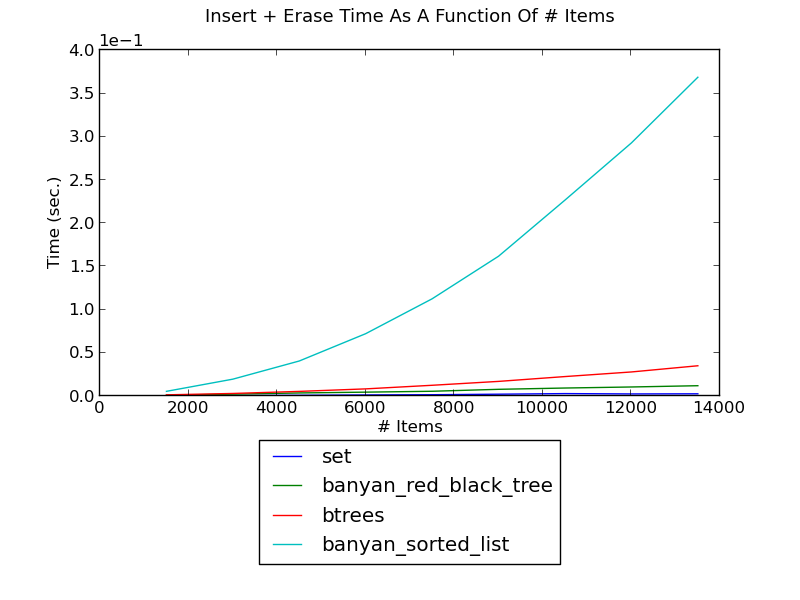 Insert + Erase Time As A Function Of # Items
1e−1
4.0
3.5
3.0
2.5
2.0
1.5
1.0
0.5
0.0
Time (sec.)
0 2000 4000 6000 8000 10000 12000 14000
# Items
set
banyan_red_black_tree
btrees
banyan_sorted_list